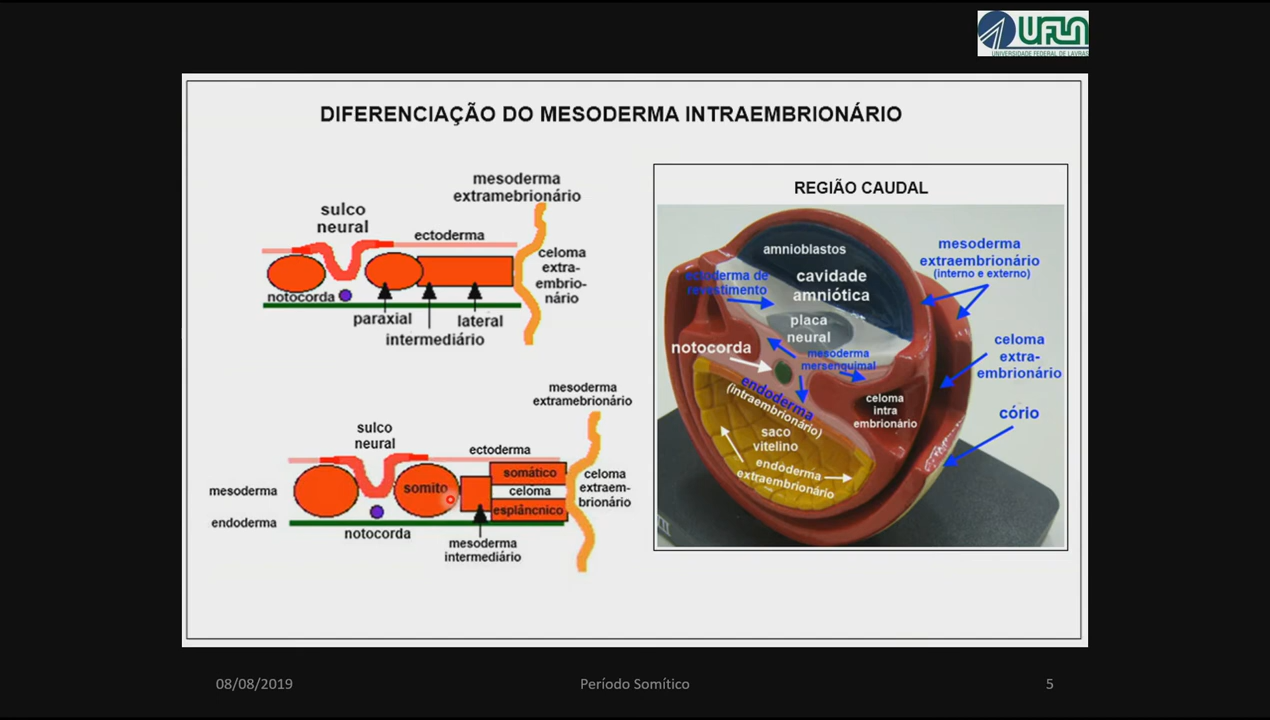 UFLA
UNIVERSIDADE FEDERAL DE LAVRAS
DIFERENCIAÇÃO DO MESODERMA INTRAEMBRIONÁRIO
mesoderma
extramebrionário
sulco
neural
ectoderma
celoma
extra-
embrio-
nário
notocorda
paraxial
lateral
intermediário
mesoderma
extramebrionário
sulco
neural
ectoderma
somático
mesoderma
somito
celoma
celoma
extraem-
brionário
esplâncnico
endoderma
notocorda
mesoderma
intermediário
REGIÃO CAUDAL
amnioblastos
mesoderma
extraembrionário
(interno e externo)
ectoderma de
revestimento
cavidade
amniótica
placa
neural
notocorda
mesoderma
mersenquimal
celoma
extra-
embrionário
endoderma
(intraembrionário)
celoma
intra
embrionário
cório
saco
vitelino
endoderma
extraembrionário
08/08/2019
Período Somítico
5